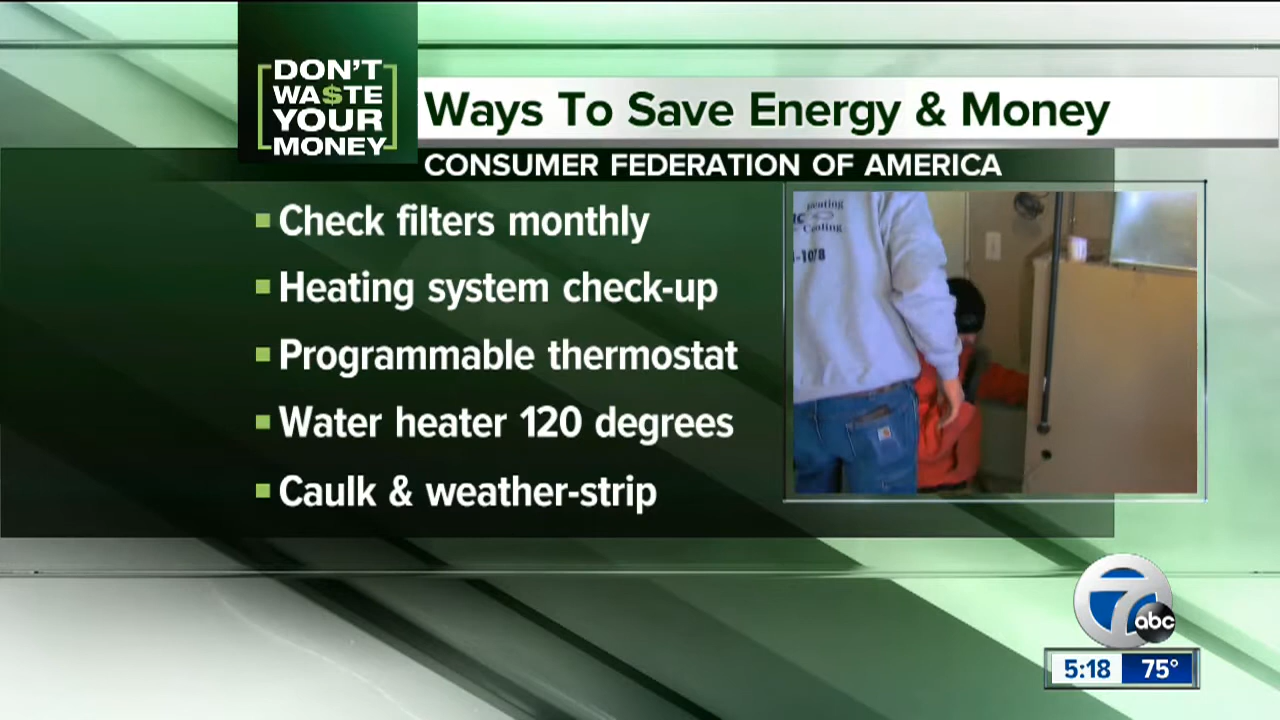 DON'T
WA$TE
YOUR
MONEY
Ways To Save Energy & Money
CONSUMER FEDERATION OF AMERICA
Check filters monthly
Heating system check-up
Programmable thermostat
Water heater 120 degrees
Caulk & weather-strip
Cooling
-1078
7
abc
5:18 75°